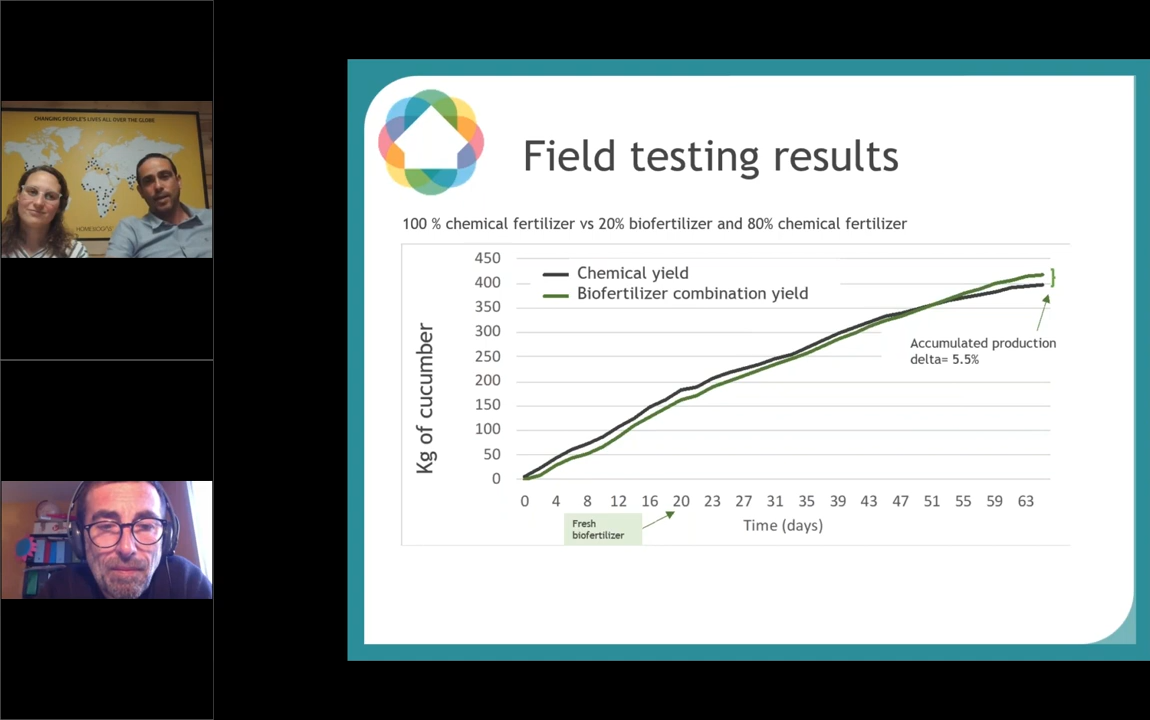 CHANGING PEOPLE'S LIVES ALL OVER THE GLOBE
Field testing results
100 % chemical fertilizer vs 20% biofertilizer and 80% chemical fertilizer
450
400
350
300
250
200
150
100
50
0
Kg of cucumber
Chemical yield
Biofertilizer combination yield
Accumulated production
delta= 5.5%
0 4 8 12 16 20 23 27 31 35 39 43 47 51 55 59 63
Time (days)
Fresh
biofertilizer